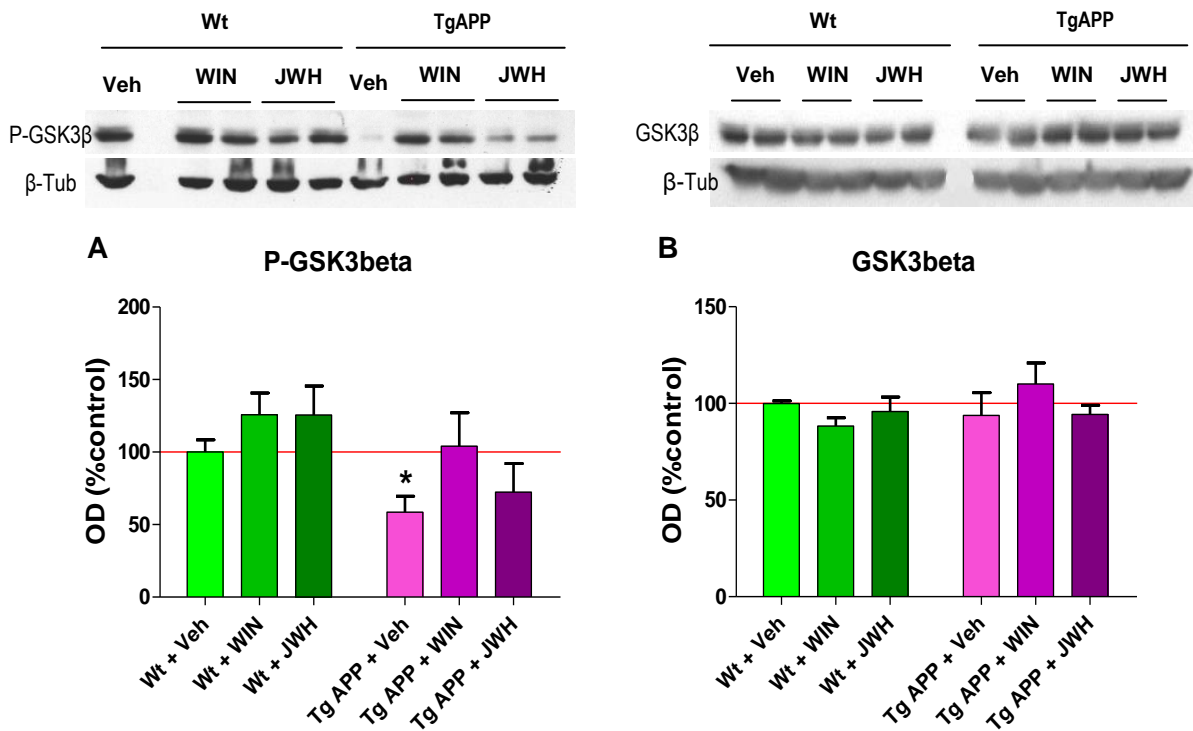 Wt
TgAPP
Veh
WIN
JWH
Veh
WIN
JWH
P-GSK3β
β-Tub
Wt
TgAPP
Veh
WIN
JWH
Veh
WIN
JWH
GSK3β
β-Tub
A
P-GSK3beta
OD (%control)
200
150
100
50
0
*
Wt + Veh
Wt + WIN
Wt + JWH
Tg APP + Veh
Tg APP + WIN
Tg APP + JWH
B
GSK3beta
OD (%control)
150
100
50
0
Wt + Veh
Wt + WIN
Wt + JWH
Tg APP + Veh
Tg APP + WIN
Tg APP + JWH